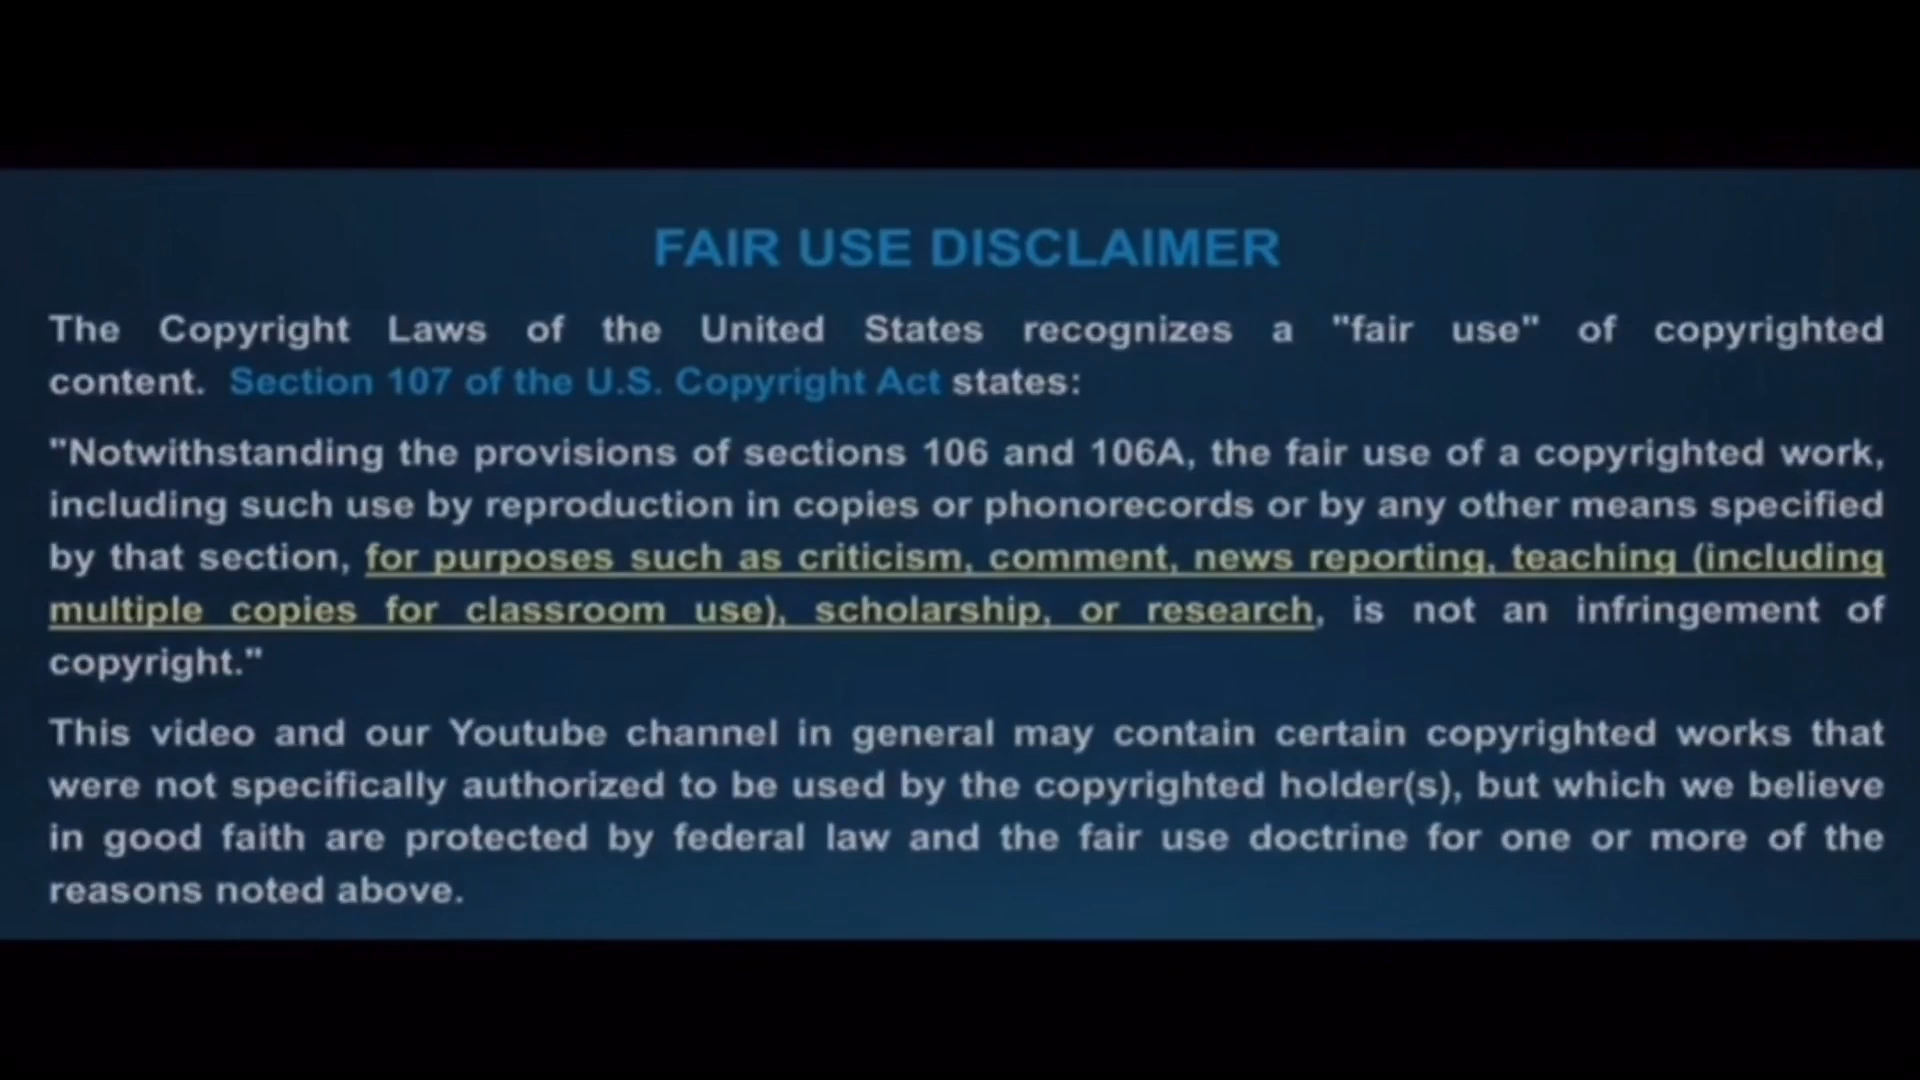 FAIR USE DISCLAIMER
The Copyright Laws of the United States recognizes a "fair use" of copyrighted
content. Section 107 of the U.S. Copyright Act states:
"Notwithstanding the provisions of sections 106 and 106A, the fair use of a copyrighted work,
including such use by reproduction in copies or phonorecords or by any other means specified
by that section, for purposes such as criticism, comment, news reporting, teaching (including
multiple copies for classroom use), scholarship, or research, is not an infringement of
copyright."
This video and our Youtube channel in general may contain certain copyrighted works that
were not specifically authorized to be used by the copyrighted holder(s), but which we believe
in good faith are protected by federal law and the fair use doctrine for one or more of the
reasons noted above.